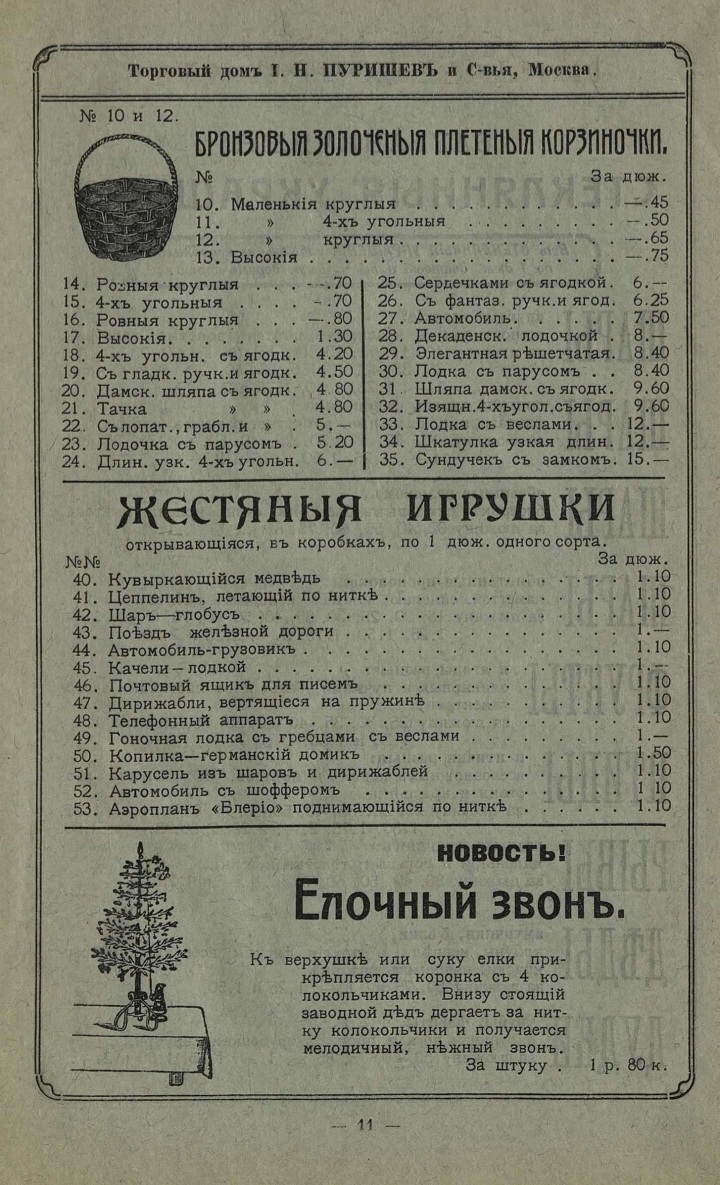 Торговый домъ І. Н. ПУРИШЕВЪ и С-вья, Москва.
№ 10 и 12.
БРОНЗОВЫЯ ЗОЛОЧЕНЫЯ ПЛЕТЕНЫЯ КОРЗИНОЧКИ.
№ За дюж.
10. Маленькія круглыя . . . . . . . . . . . . —.45
11. » 4-хъ угольныя . . . . . . . . —.50
12. » круглыя . . . . . . . . . . . . —.65
13. Высокія . . . . . . . . . . . . . . . . . —.75
14. Ровныя круглыя . . . —.70
15. 4-хъ угольныя . . . . —.70
16. Ровныя круглыя . . . —.80
17. Высокія. . . . . . . . 1.30
18. 4-хъ угольн. съ ягодк. 4.20
19. Съ гладк. ручк.и ягодк. 4.50
20. Дамск. шляпа съ ягодк. 4 80
21. Тачка » » . 4.80
22. Съ лопат., грабл. и » . 5.—
23. Лодочка съ парусомъ . 5.20
24. Длин. узк. 4-хъ угольн. 6.—
25. Сердечками съ ягодкой. 6.—
26. Съ фантаз. ручк.и ягод. 6.25
27. Автомобиль. . . . . . 7.50
28. Декаденск. лодочкой . 8.—
29. Элегантная рѣшетчатая. 8.40
30. Лодка съ парусомъ . . 8.40
31. Шляпа дамск. съ ягодк. 9.60
32. Изящн.4-хъугол.съягод. 9.60
33. Лодка съ веслами. . . 12.—
34. Шкатулка узкая длин. 12.—
35. Сундучекъ съ замкомъ. 15.—
ЖЕСТЯНЫЯ ИГРУШКИ
открывающіяся, въ коробкахъ, по 1 дюж. одного сорта.
№№ За дюж.
40. Кувыркающійся медвѣдь . . . . . . . . . . . . . . 1.10
41. Цеппелинъ, летающій по ниткѣ . . . . . . . . . . . . 1.10
42. Шаръ—глобусъ . . . . . . . . . . . . . . . . . . . 1.10
43. Поѣздъ желѣзной дороги . . . . . . . . . . . . . . 1.—
44. Автомобиль-грузовикъ . . . . . . . . . . . . . . . . 1.10
45. Качели—лодкой . . . . . . . . . . . . . . . . . . . 1.—
46. Почтовый ящикъ для писемъ . . . . . . . . . . . . 1.10
47. Дирижабли, вертящіеся на пружинѣ . . . . . . . . . 1.10
48. Телефонный аппаратъ . . . . . . . . . . . . . . . . 1.10
49. Гоночная лодка съ гребцами съ веслами . . . . . . . 1.—
50. Копилка—германскій домикъ . . . . . . . . . . . . 1.50
51. Карусель изъ шаровъ и дирижаблей . . . . . . . . . 1.10
52. Автомобиль съ шофферомъ . . . . . . . . . . . . . 1 10
53. Аэропланъ «Блеріо» поднимающійся по ниткѣ . . . . . . 1.10
НОВОСТЬ!
Елочный звонъ.
Къ верхушкѣ или суку елки при-
крѣпляется коронка съ 4 ко-
локольчиками. Внизу стоящій
заводной дѣдъ дергаетъ за нит-
ку колокольчики и получается
мелодичный, нѣжный звонъ.
За штуку . 1 р. 80 к.
— 11 —